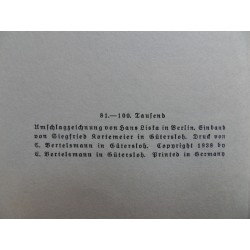 81.—100. Tausend
Umschlagzeichnung von Hans Liska in Berlin. Einband
von Siegfried Kortemeier in Gütersloh. Druck von
C. Bertelsmann in Gütersloh. Copyright by
C. Bertelsmann in Gütersloh. Printed in Germany